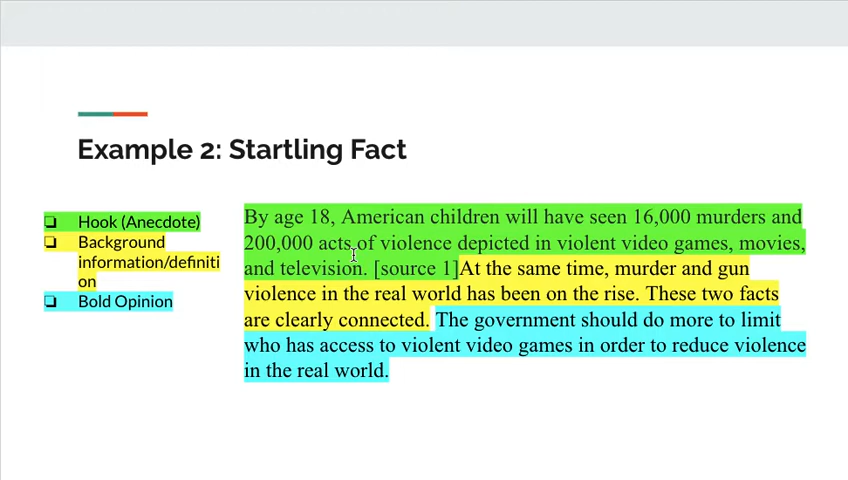 Example 2: Startling Fact
Hook (Anecdote)
Background
information/definiti
on
Bold Opinion
By age 18, American children will have seen 16,000 murders and
200,000 acts of violence depicted in violent video games, movies,
and television. [source 1]At the same time, murder and gun
violence in the real world has been on the rise. These two facts
are clearly connected. The government should do more to limit
who has access to violent video games in order to reduce violence
in the real world.